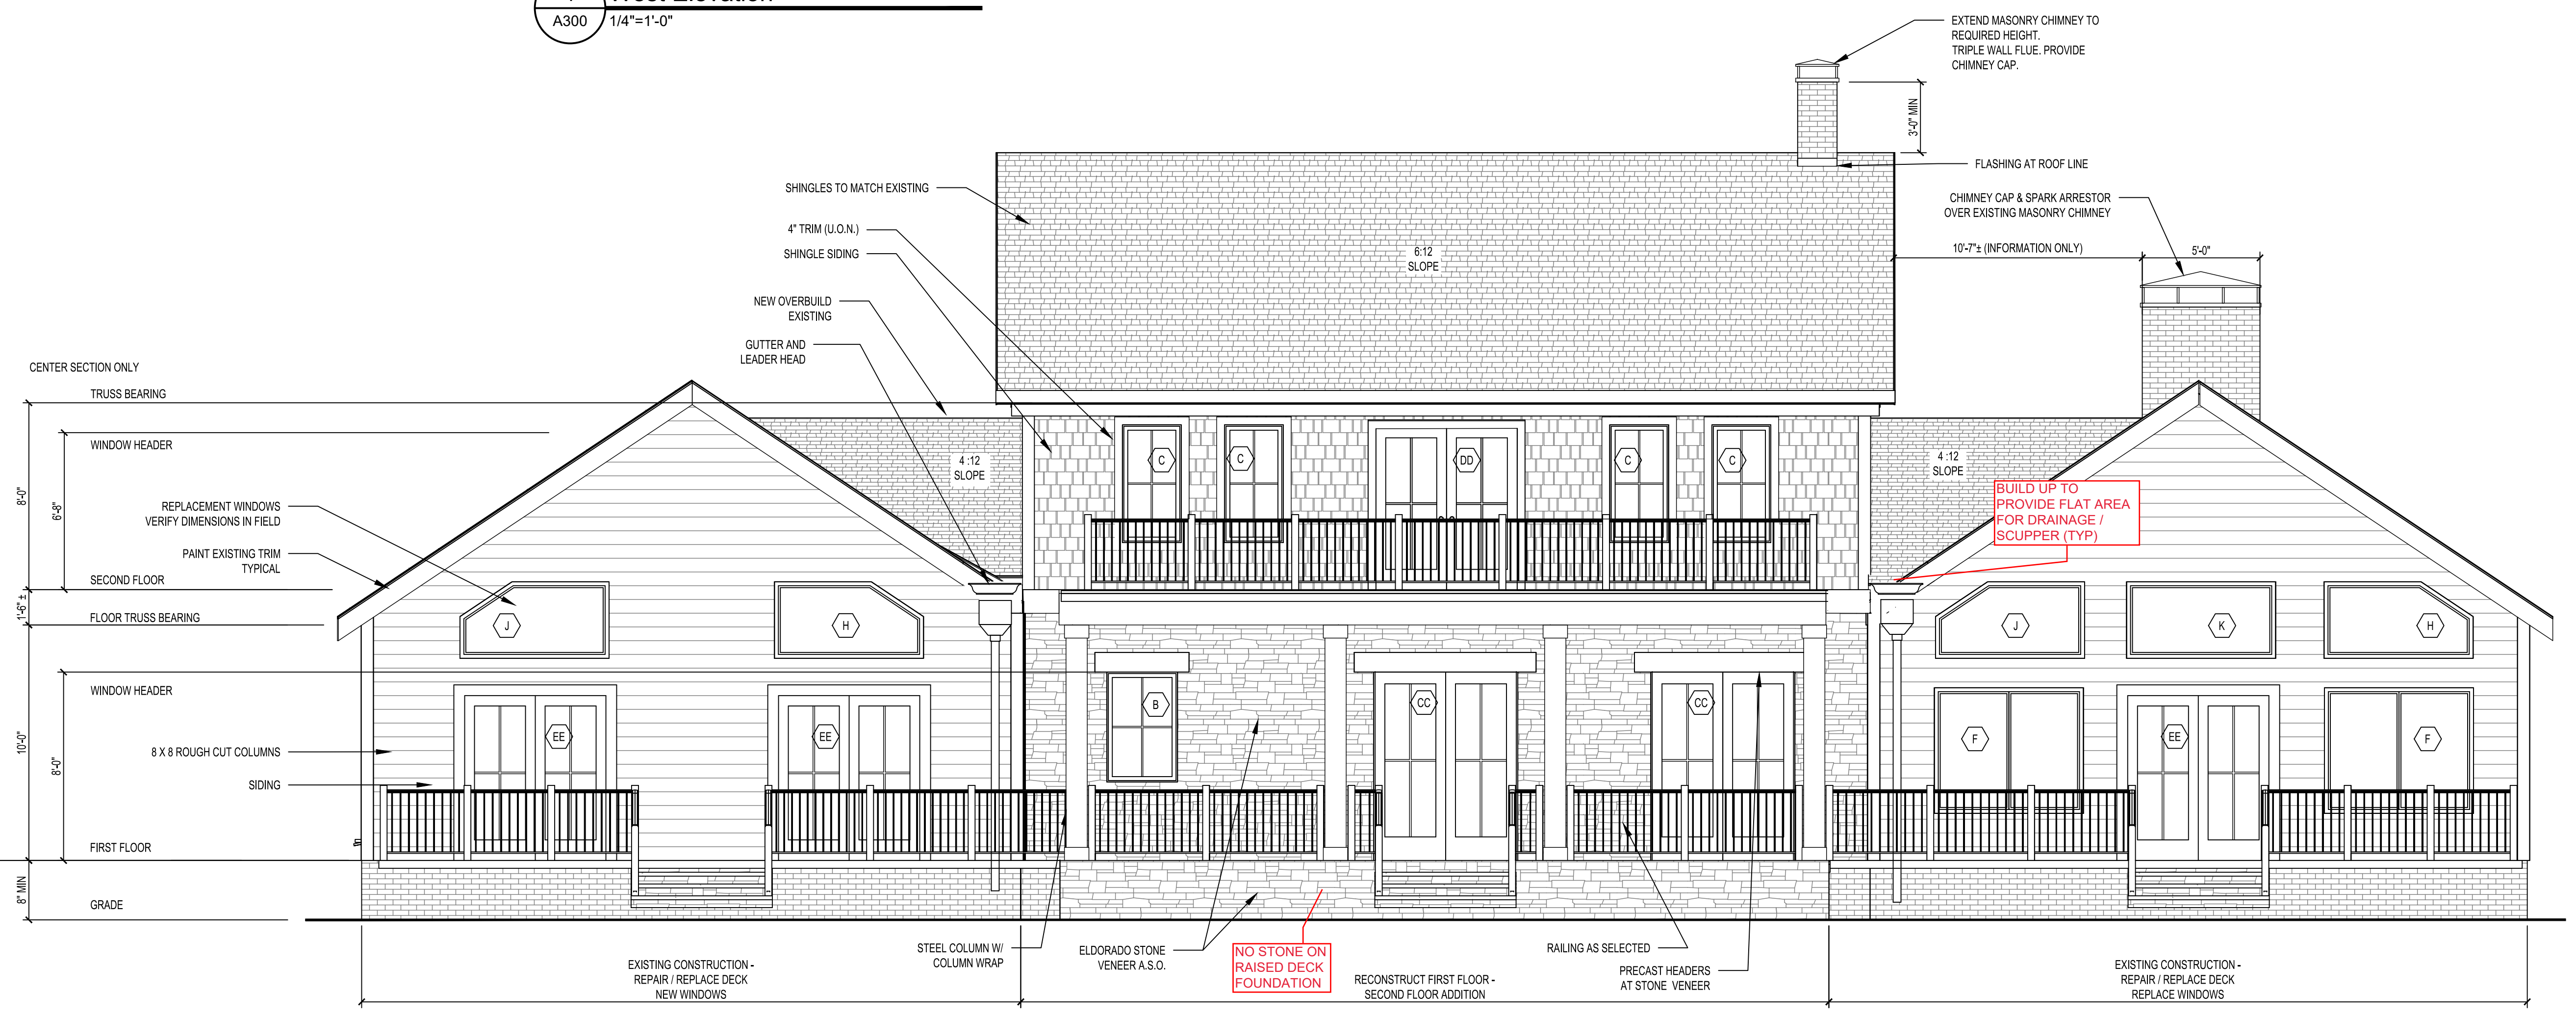 West Elevation
A300
1/4"=1'-0"
EXTEND MASONRY CHIMNEY TO
REQUIRED HEIGHT.
TRIPLE WALL FLUE. PROVIDE
CHIMNEY CAP.
3'-0" MIN
FLASHING AT ROOF LINE
CHIMNEY CAP & SPARK ARRESTOR
OVER EXISTING MASONRY CHIMNEY
10'-7"± (INFORMATION ONLY)
5'-0"
SHINGLES TO MATCH EXISTING
4" TRIM (U.O.N.)
SHINGLE SIDING
6:12
SLOPE
NEW OVERBUILD
EXISTING
GUTTER AND
LEADER HEAD
CENTER SECTION ONLY
TRUSS BEARING
WINDOW HEADER
8'-0"
6'-8"
REPLACEMENT WINDOWS
VERIFY DIMENSIONS IN FIELD
PAINT EXISTING TRIM
TYPICAL
SECOND FLOOR
1'-6" ±
FLOOR TRUSS BEARING
4 :12
SLOPE
C
C
DD
C
C
4 :12
SLOPE
BUILD UP TO
PROVIDE FLAT AREA
FOR DRAINAGE /
SCUPPER (TYP)
J
H
J
K
H
WINDOW HEADER
10'-0"
8'-0"
8 X 8 ROUGH CUT COLUMNS
SIDING
EE
EE
B
CC
CC
F
EE
F
FIRST FLOOR
8" MIN
GRADE
STEEL COLUMN W/
COLUMN WRAP
ELDORADO STONE
VENEER A.S.O.
NO STONE ON
RAISED DECK
FOUNDATION
RAILING AS SELECTED
PRECAST HEADERS
AT STONE VENEER
EXISTING CONSTRUCTION -
REPAIR / REPLACE DECK
NEW WINDOWS
RECONSTRUCT FIRST FLOOR -
SECOND FLOOR ADDITION
EXISTING CONSTRUCTION -
REPAIR / REPLACE DECK
REPLACE WINDOWS